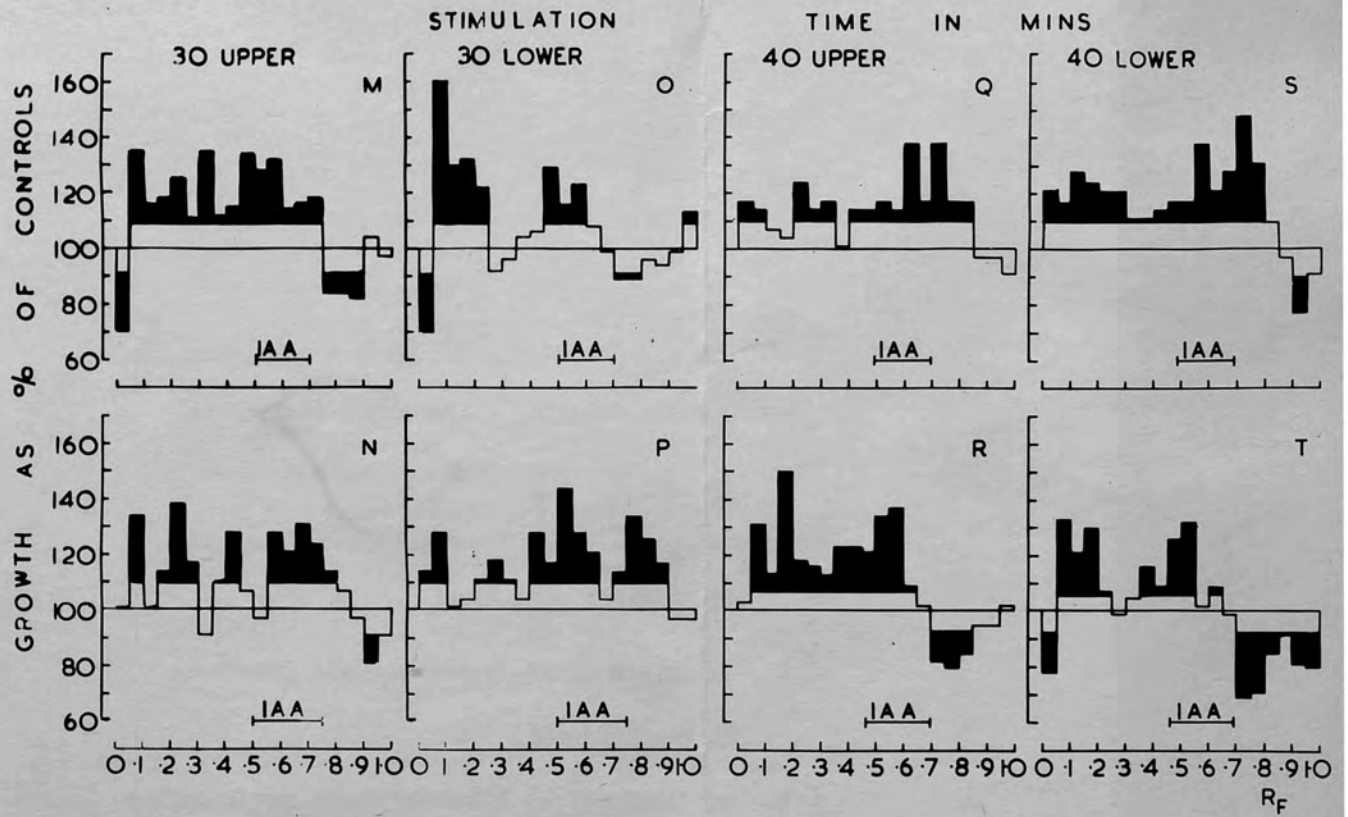 STIMULATION TIME IN MINS
30 UPPER 30 LOWER 40 UPPER 40 LOWER
M O Q S
160 140 120 100 80 60
IAA IAA IAA IAA
GROWTH AS % OF CONTROLS
N P R T
160 140 120 100 80 60
IAA IAA IAA IAA
0 ·1 ·2 ·3 ·4 ·5 ·6 ·7 ·8 ·9 1·0 0 ·1 ·2 ·3 ·4 ·5 ·6 ·7 ·8 ·9 1·0 0 ·1 ·2 ·3 ·4 ·5 ·6 ·7 ·8 ·9 1·0 0 ·1 ·2 ·3 ·4 ·5 ·6 ·7 ·8 ·9 1·0
RF